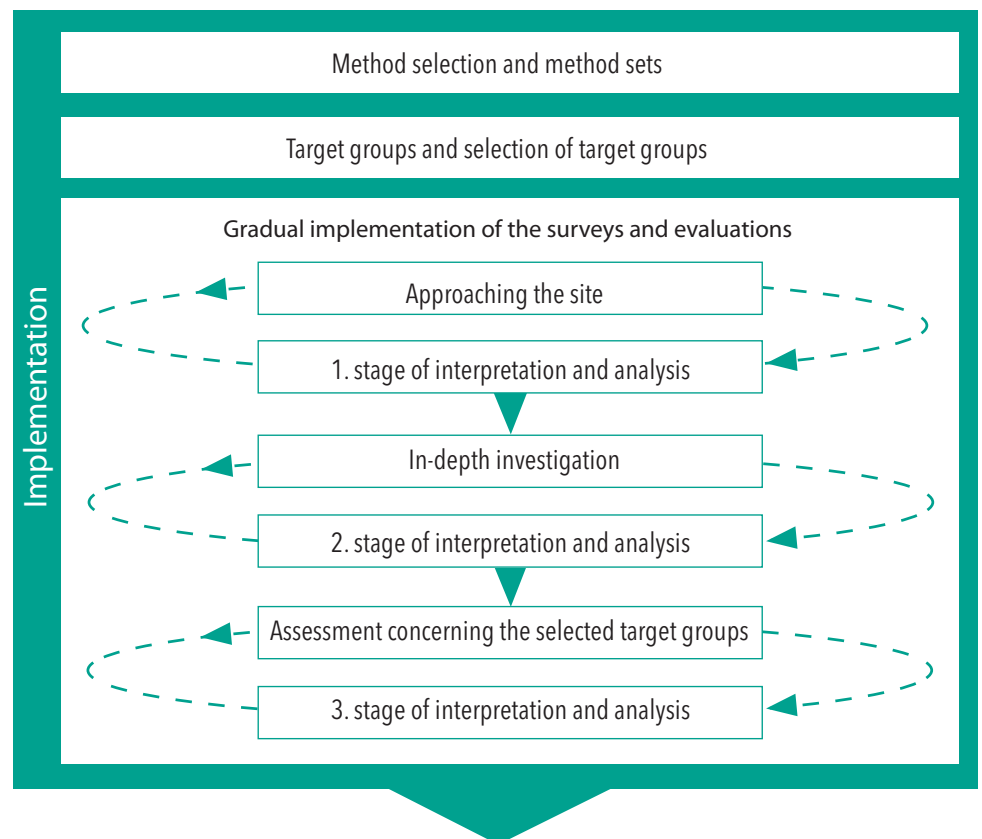 Method selection and method sets
Target groups and selection of target groups
Implementation
Gradual implementation of the surveys and evaluations
Approaching the site
1. stage of interpretation and analysis
In-depth investigation
2. stage of interpretation and analysis
Assessment concerning the selected target groups
3. stage of interpretation and analysis